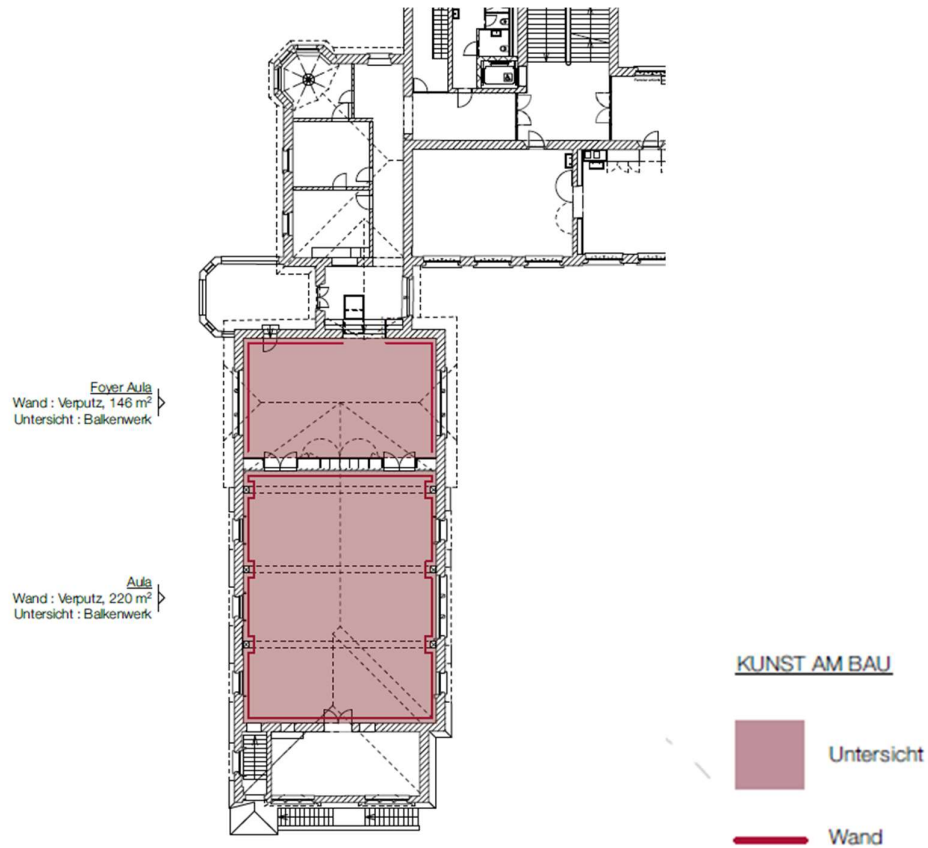 Foyer Aula
Wand : Verputz, 146 m²
Untersicht : Balkenwerk
Aula
Wand : Verputz, 220 m²
Untersicht : Balkenwerk
KUNST AM BAU
Untersicht
Wand